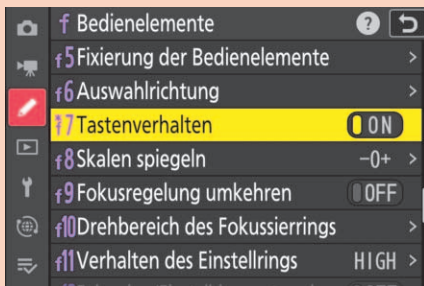 f Bedienelemente ?
f5 Fixierung der Bedienelemente >
f6 Auswahlrichtung >
f7 Tastenverhalten ON
f8 Skalen spiegeln -0+ >
f9 Fokusregelung umkehren OFF
f10 Drehbereich des Fokussierrings >
f11 Verhalten des Einstellrings HIGH >